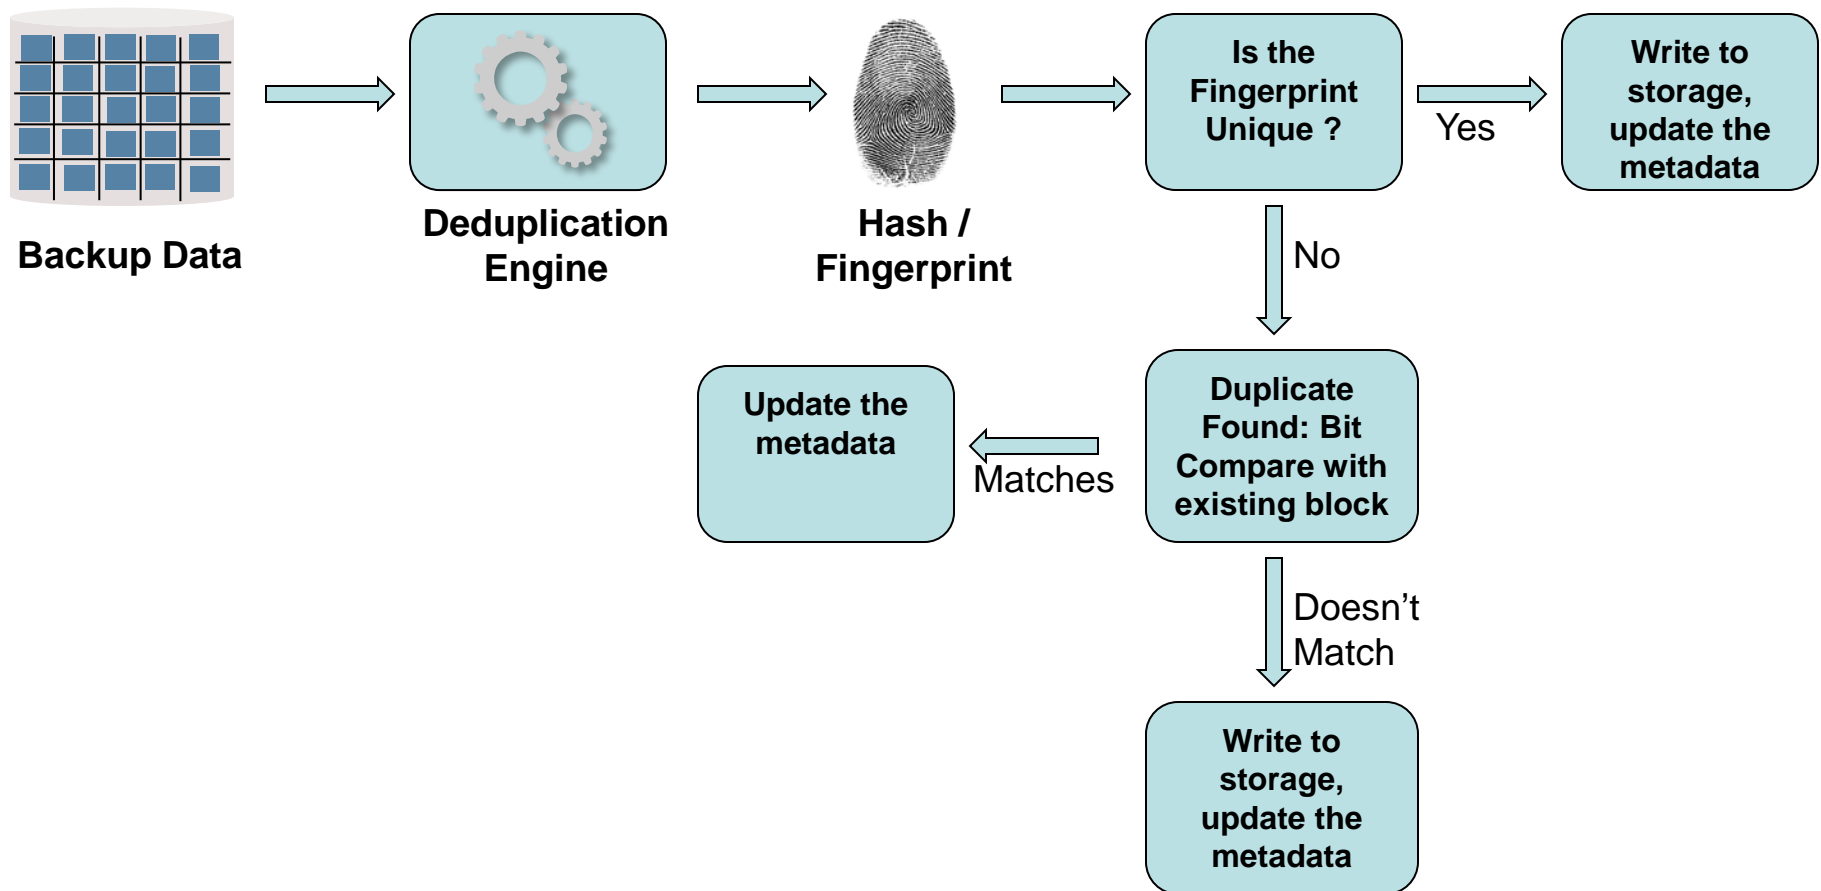 Backup Data
Deduplication
Engine
Hash /
Fingerprint
Is the
Fingerprint
Unique ?
Yes
Write to
storage,
update the
metadata
No
Duplicate
Found: Bit
Compare with
existing block
Matches
Update the
metadata
Doesn’t
Match
Write to
storage,
update the
metadata